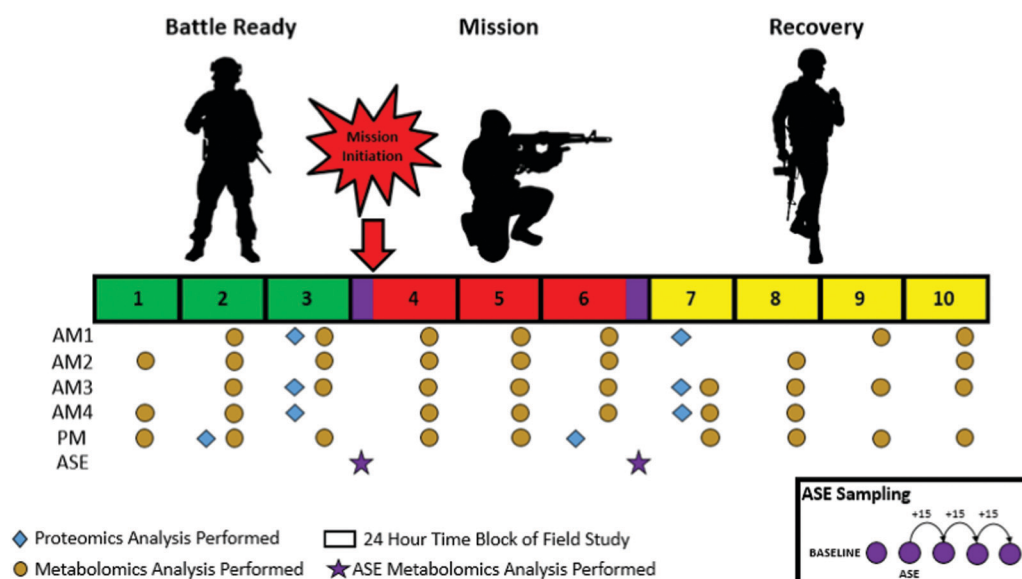 Battle Ready
Mission
Recovery
Mission
Initiation
1 2 3 4 5 6 7 8 9 10
AM1
AM2
AM3
AM4
PM
ASE
Proteomics Analysis Performed
24 Hour Time Block of Field Study
Metabolomics Analysis Performed
ASE Metabolomics Analysis Performed
ASE Sampling
+15 +15 +15
BASELINE
ASE